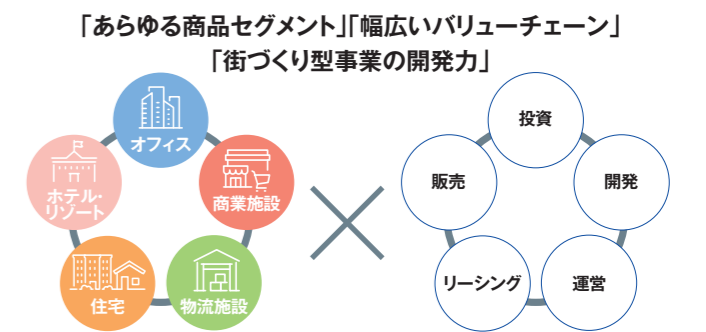 「あらゆる商品セグメント」「幅広いバリューチェーン」
「街づくり型事業の開発力」
オフィス
商業施設
物流施設
住宅
ホテル・
リゾート
投資
開発
運営
リーシング
販売